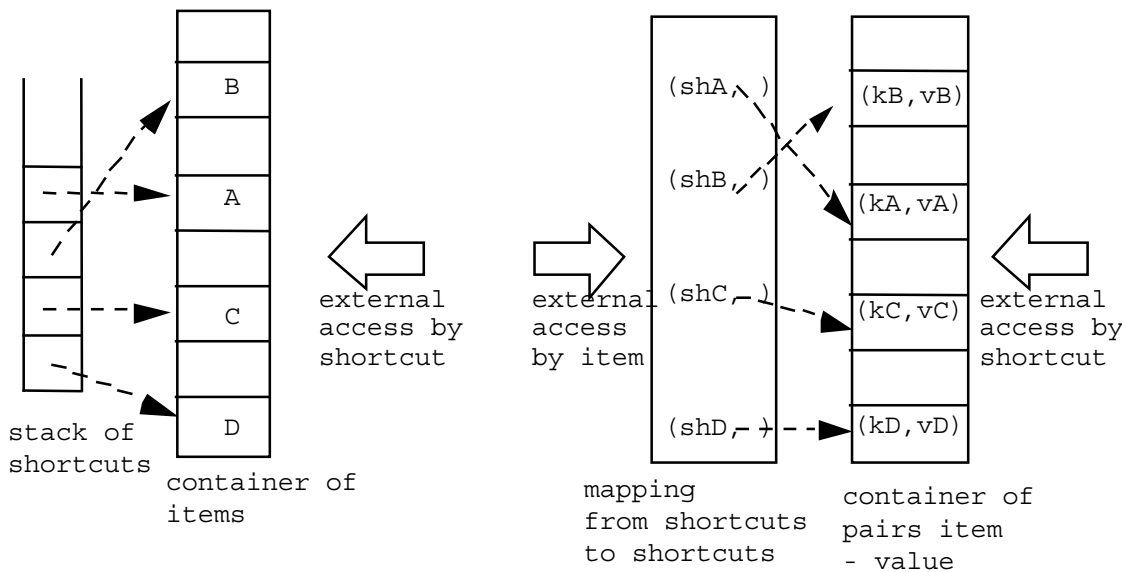 B
A
C
D
stack of
shortcuts
container of
items
external
access by
shortcut
external
access
by item
(shA, )
(shB, )
(shC, )
(shD, )
mapping
from shortcuts
to shortcuts
(kB,vB)
(kA,vA)
(kC,vC)
(kD,vD)
container of
pairs item
- value
external
access by
shortcut